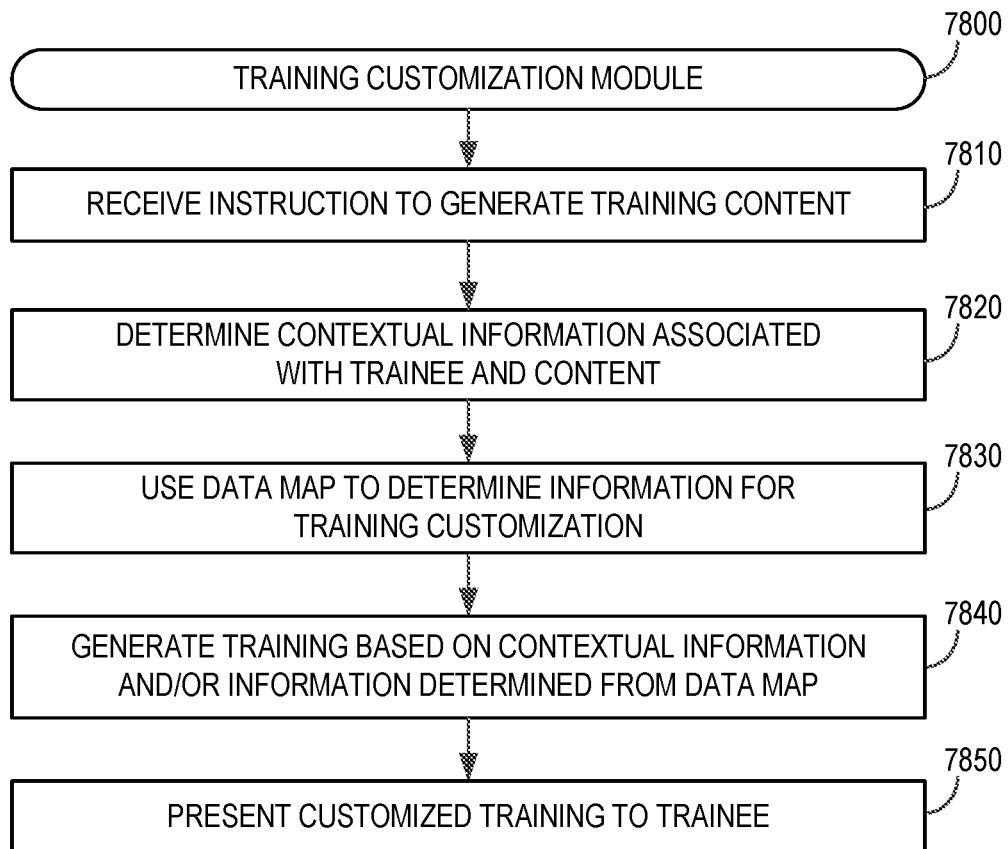 7800
TRAINING CUSTOMIZATION MODULE
7810
RECEIVE INSTRUCTION TO GENERATE TRAINING CONTENT
7820
DETERMINE CONTEXTUAL INFORMATION ASSOCIATED
WITH TRAINEE AND CONTENT
7830
USE DATA MAP TO DETERMINE INFORMATION FOR
TRAINING CUSTOMIZATION
7840
GENERATE TRAINING BASED ON CONTEXTUAL INFORMATION
AND/OR INFORMATION DETERMINED FROM DATA MAP
7850
PRESENT CUSTOMIZED TRAINING TO TRAINEE